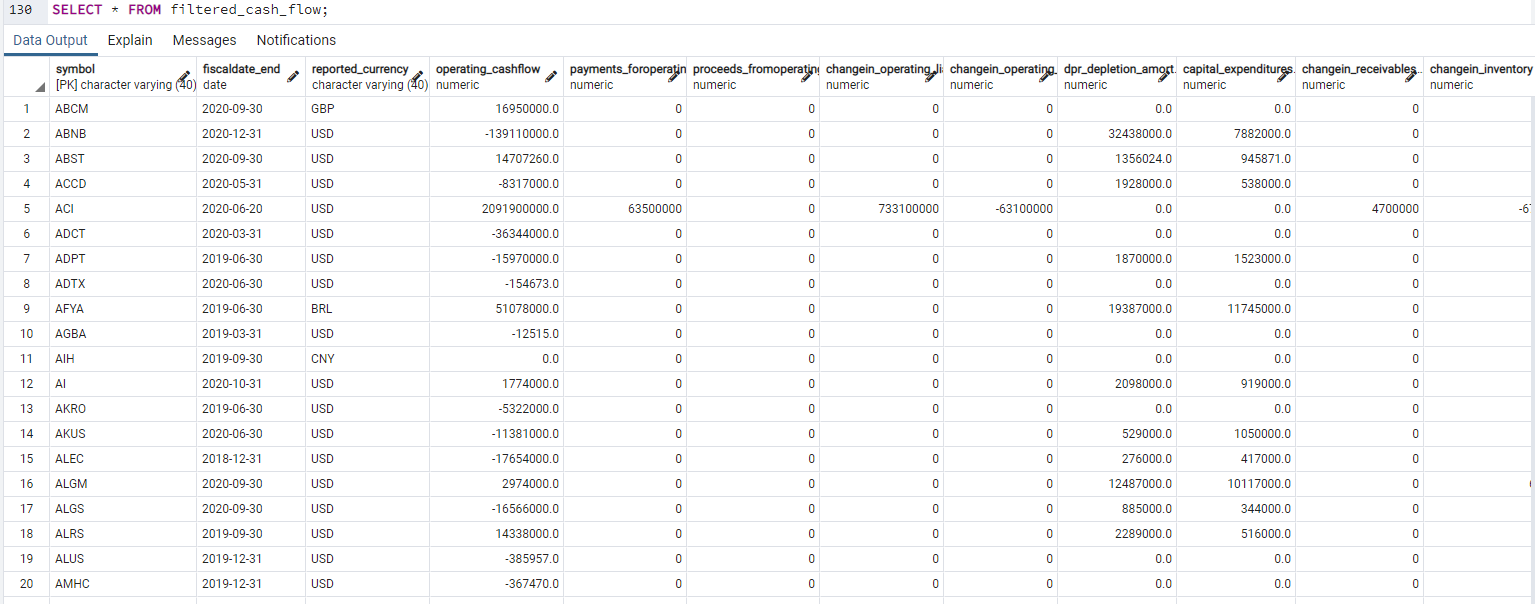 130 SELECT * FROM filtered_cash_flow;
Data Output Explain Messages Notifications
symbol fiscaldate_end reported_currency operating_cashflow payments_foroperatin proceeds_fromoperating changein_operating_lia changein_operating_ dpr_depletion_amort capital_expenditures changein_receivables... changein_inventory
[PK] character varying (40) date character varying (40) numeric numeric numeric numeric numeric numeric numeric numeric numeric
1 ABCM 2020-09-30 GBP 16950000.0 0 0 0 0 0.0 0.0 0
2 ABNB 2020-12-31 USD -139110000.0 0 0 0 0 32438000.0 7882000.0 0
3 ABST 2020-09-30 USD 14707260.0 0 0 0 0 1356024.0 945871.0 0
4 ACCD 2020-05-31 USD -8317000.0 0 0 0 0 1928000.0 538000.0 0
5 ACI 2020-06-20 USD 2091900000.0 63500000 0 733100000 -63100000 0.0 0.0 4700000
6 ADCT 2020-03-31 USD -36344000.0 0 0 0 0 0.0 0.0 0
7 ADPT 2019-06-30 USD -15970000.0 0 0 0 0 1870000.0 1523000.0 0
8 ADTX 2020-06-30 USD -154673.0 0 0 0 0 0.0 0.0 0
9 AFYA 2019-06-30 BRL 51078000.0 0 0 0 0 19387000.0 11745000.0 0
10 AGBA 2019-03-31 USD -12515.0 0 0 0 0 0.0 0.0 0
11 AIH 2019-09-30 CNY 0.0 0 0 0 0 0.0 0.0 0
12 AI 2020-10-31 USD 1774000.0 0 0 0 0 2098000.0 919000.0 0
13 AKRO 2019-06-30 USD -5322000.0 0 0 0 0 0.0 0.0 0
14 AKUS 2020-06-30 USD -11381000.0 0 0 0 0 529000.0 1050000.0 0
15 ALEC 2018-12-31 USD -17654000.0 0 0 0 0 276000.0 417000.0 0
16 ALGM 2020-09-30 USD 2974000.0 0 0 0 0 12487000.0 10117000.0 0
17 ALGS 2020-09-30 USD -16566000.0 0 0 0 0 885000.0 344000.0 0
18 ALRS 2019-09-30 USD 14338000.0 0 0 0 0 2289000.0 516000.0 0
19 ALUS 2019-12-31 USD -385957.0 0 0 0 0 0.0 0.0 0
20 AMHC 2019-12-31 USD -367470.0 0 0 0 0 0.0 0.0 0